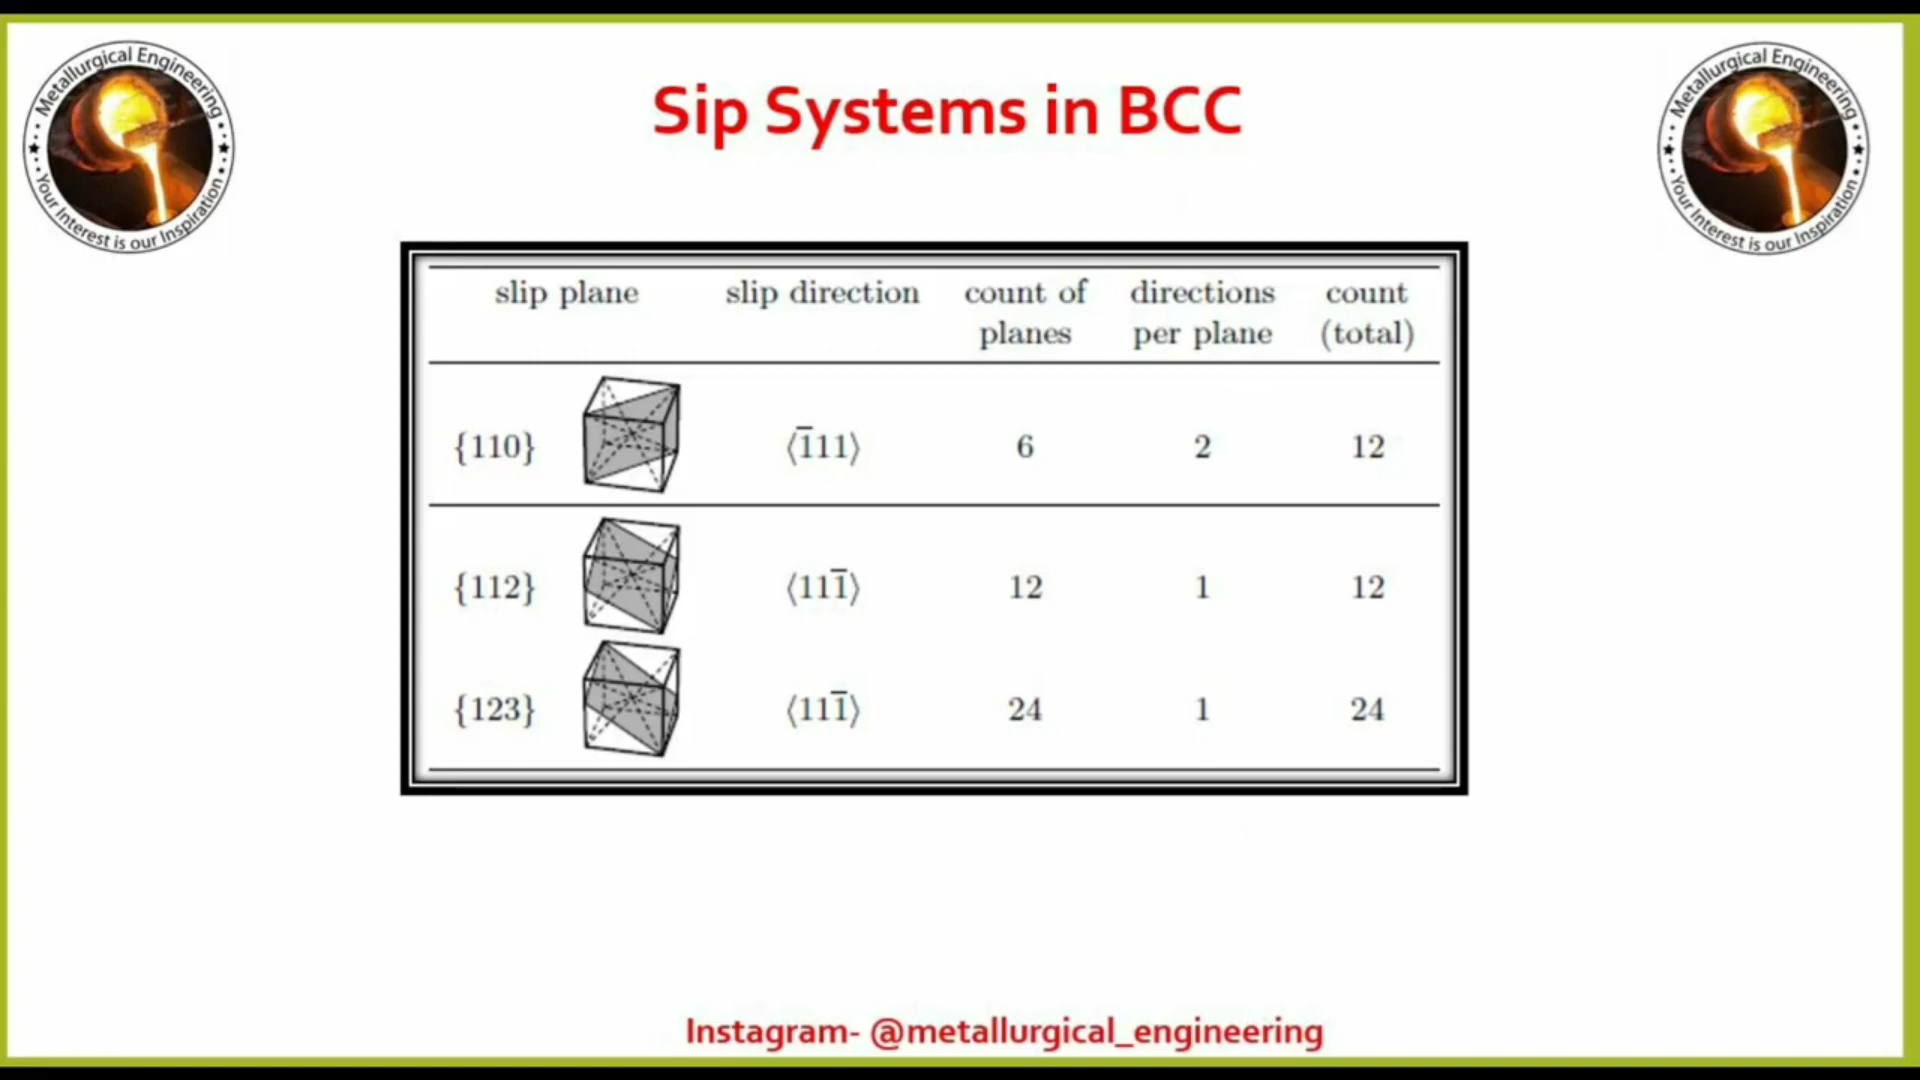 Metallurgical Engineering
Your Interest is our Inspiration
Sip Systems in BCC
Metallurgical Engineering
Your Interest is our Inspiration
slip plane slip direction count of planes directions per plane count (total)
{110} ⟨1̅11⟩ 6 2 12
{112} ⟨111̅⟩ 12 1 12
{123} ⟨111̅⟩ 24 1 24
Instagram- @metallurgical_engineering